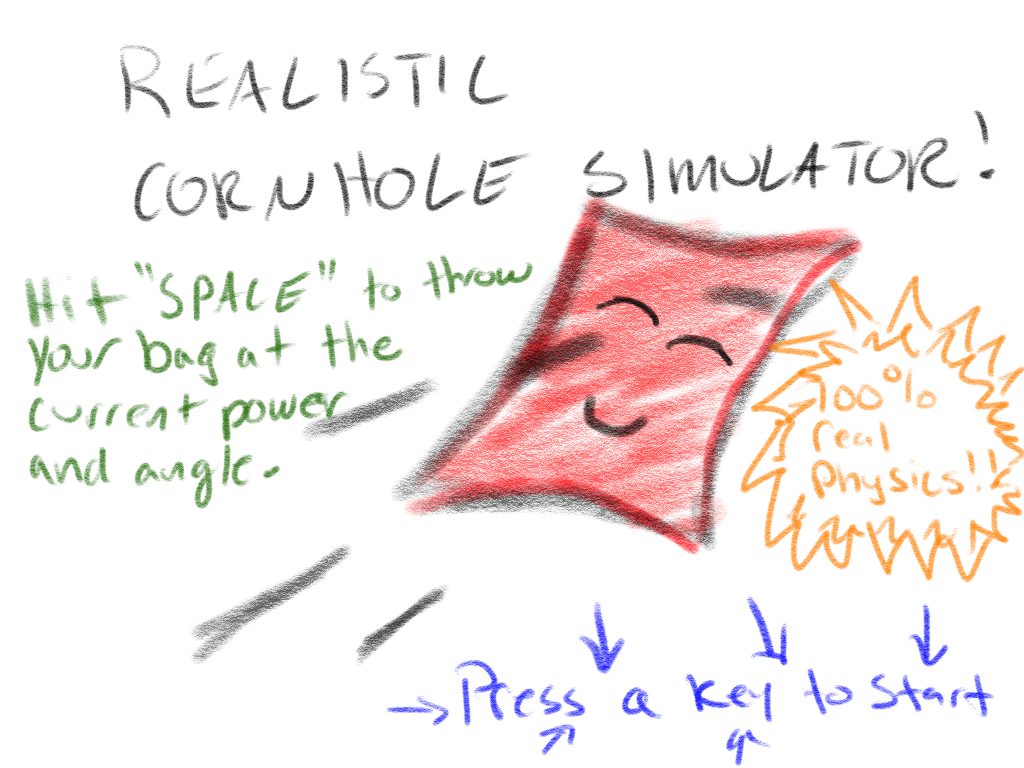 REALISTIC
CORNHOLE SIMULATOR!
Hit "SPACE" to throw
your bag at the
current power
and angle.
100%
real
Physics!!
Press a key to start